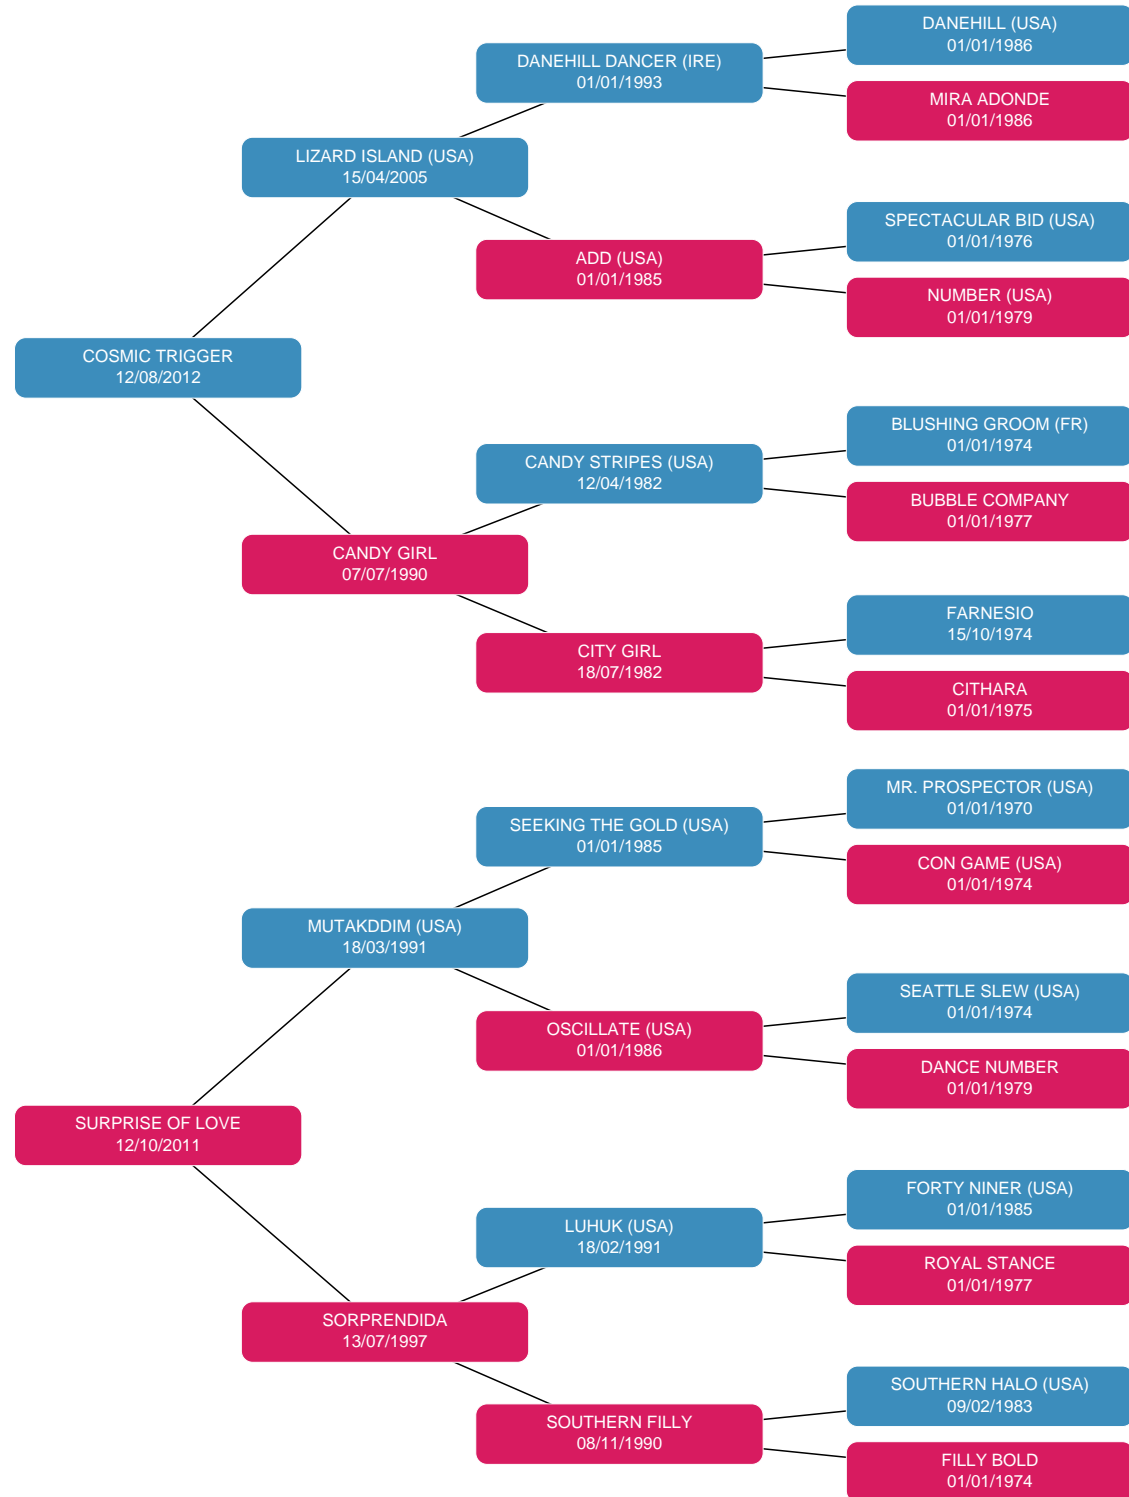 DANEHILL (USA)
01/01/1986
DANEHILL DANCER (IRE)
01/01/1993
MIRA ADONDE
01/01/1986
LIZARD ISLAND (USA)
15/04/2005
SPECTACULAR BID (USA)
01/01/1976
ADD (USA)
01/01/1985
NUMBER (USA)
01/01/1979
COSMIC TRIGGER
12/08/2012
BLUSHING GROOM (FR)
01/01/1974
CANDY STRIPES (USA)
12/04/1982
BUBBLE COMPANY
01/01/1977
CANDY GIRL
07/07/1990
FARNESIO
15/10/1974
CITY GIRL
18/07/1982
CITHARA
01/01/1975
MR. PROSPECTOR (USA)
01/01/1970
SEEKING THE GOLD (USA)
01/01/1985
CON GAME (USA)
01/01/1974
MUTAKDDIM (USA)
18/03/1991
SEATTLE SLEW (USA)
01/01/1974
OSCILLATE (USA)
01/01/1986
DANCE NUMBER
01/01/1979
SURPRISE OF LOVE
12/10/2011
FORTY NINER (USA)
01/01/1985
LUHUK (USA)
18/02/1991
ROYAL STANCE
01/01/1977
SORPRENDIDA
13/07/1997
SOUTHERN HALO (USA)
09/02/1983
SOUTHERN FILLY
08/11/1990
FILLY BOLD
01/01/1974